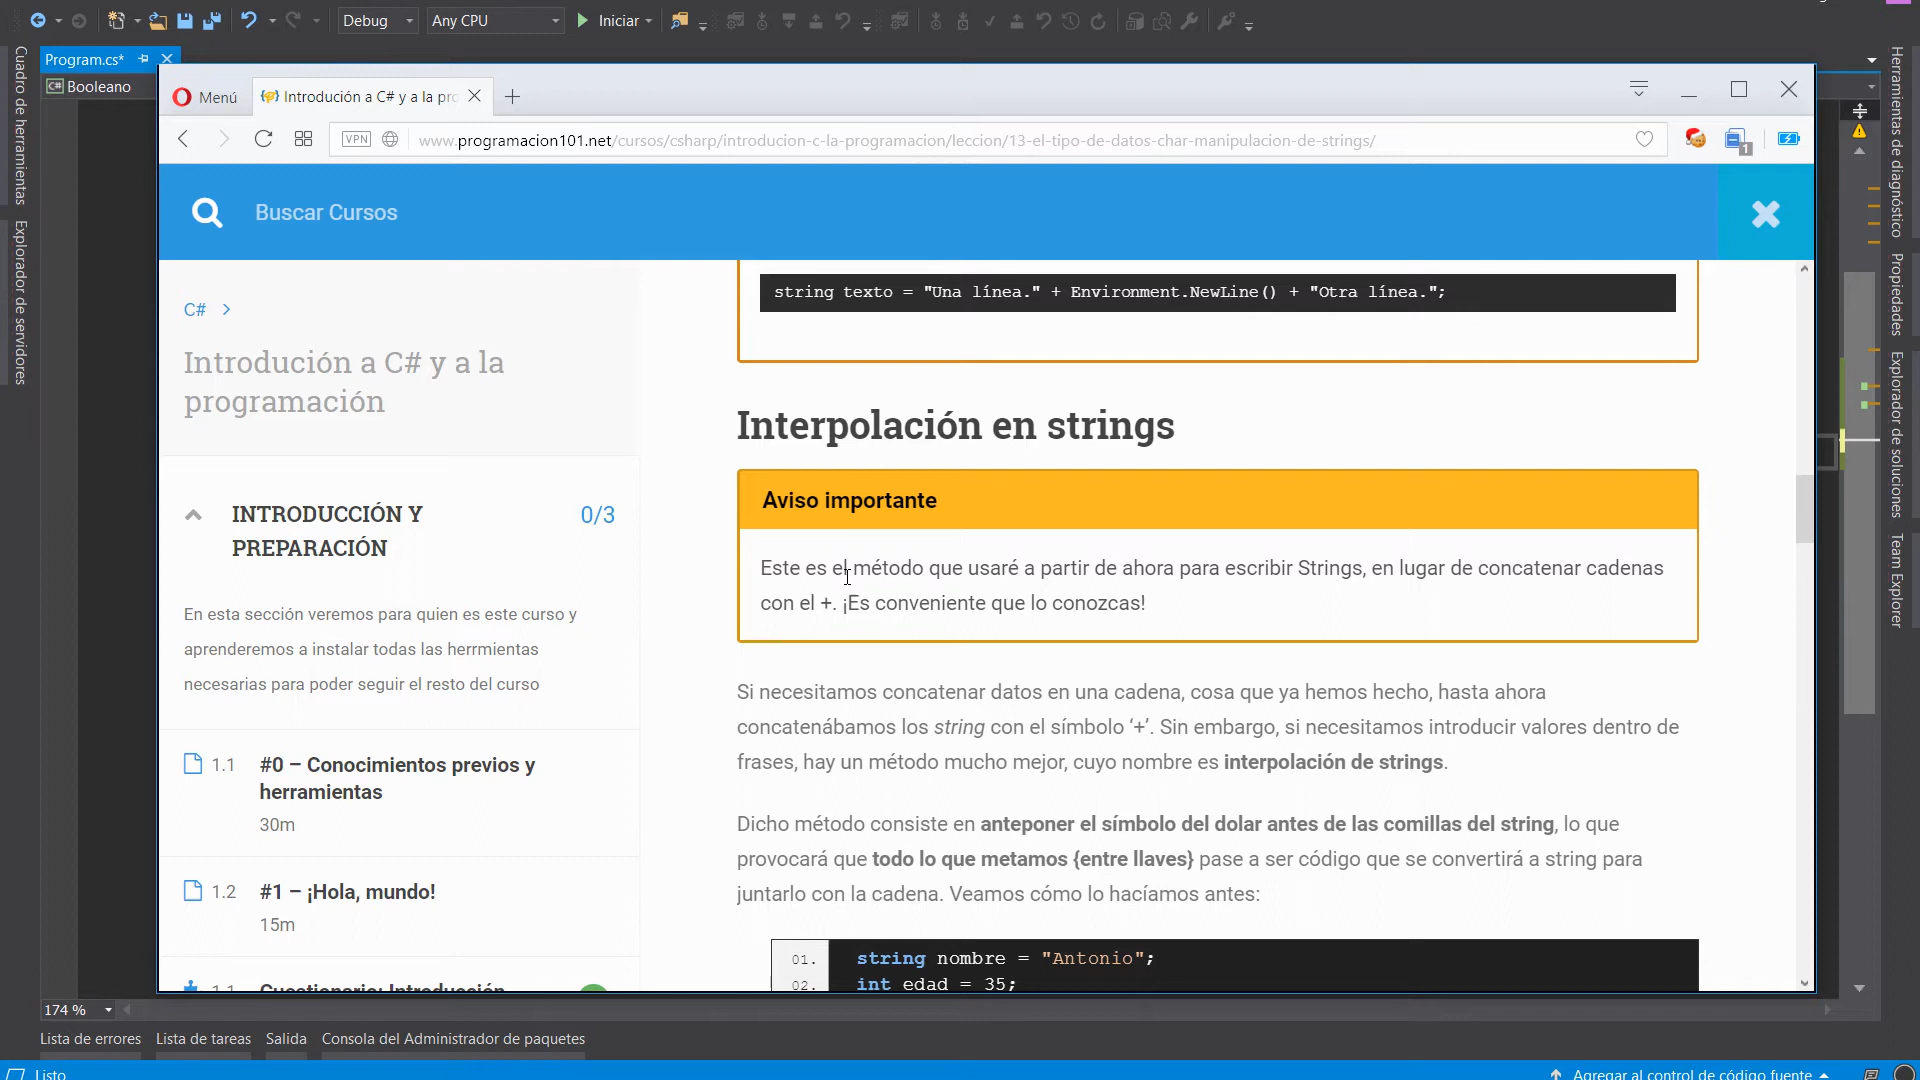 Debug
Any CPU
Iniciar
Program.cs*
Booleano
Cuadro de herramientas
Explorador de servidores
Menú
Introdución a C# y a la pro
VPN
www.programacion101.net/cursos/csharp/introducion-c-la-programacion/leccion/13-el-tipo-de-datos-char-manipulacion-de-strings/
1
Buscar Cursos
C# >
Introdución a C# y a la
programación
INTRODUCCIÓN Y
PREPARACIÓN
0/3
En esta sección veremos para quien es este curso y
aprenderemos a instalar todas las herrmientas
necesarias para poder seguir el resto del curso
1.1
#0 – Conocimientos previos y
herramientas
30m
1.2
#1 – ¡Hola, mundo!
15m
1.1
Cuestionario: Introducción
string texto = "Una línea." + Environment.NewLine() + "Otra línea.";
Interpolación en strings
Aviso importante
Este es el método que usaré a partir de ahora para escribir Strings, en lugar de concatenar cadenas
con el +. ¡Es conveniente que lo conozcas!
Si necesitamos concatenar datos en una cadena, cosa que ya hemos hecho, hasta ahora
concatenábamos los string con el símbolo ‘+’. Sin embargo, si necesitamos introducir valores dentro de
frases, hay un método mucho mejor, cuyo nombre es interpolación de strings.
Dicho método consiste en anteponer el símbolo del dolar antes de las comillas del string, lo que
provocará que todo lo que metamos {entre llaves} pase a ser código que se convertirá a string para
juntarlo con la cadena. Veamos cómo lo hacíamos antes:
01. string nombre = "Antonio";
02. int edad = 35;
Herramientas de diagnóstico
Propiedades
Explorador de soluciones
Team Explorer
174 %
Lista de errores
Lista de tareas
Salida
Consola del Administrador de paquetes
Listo
Agregar al control de código fuente